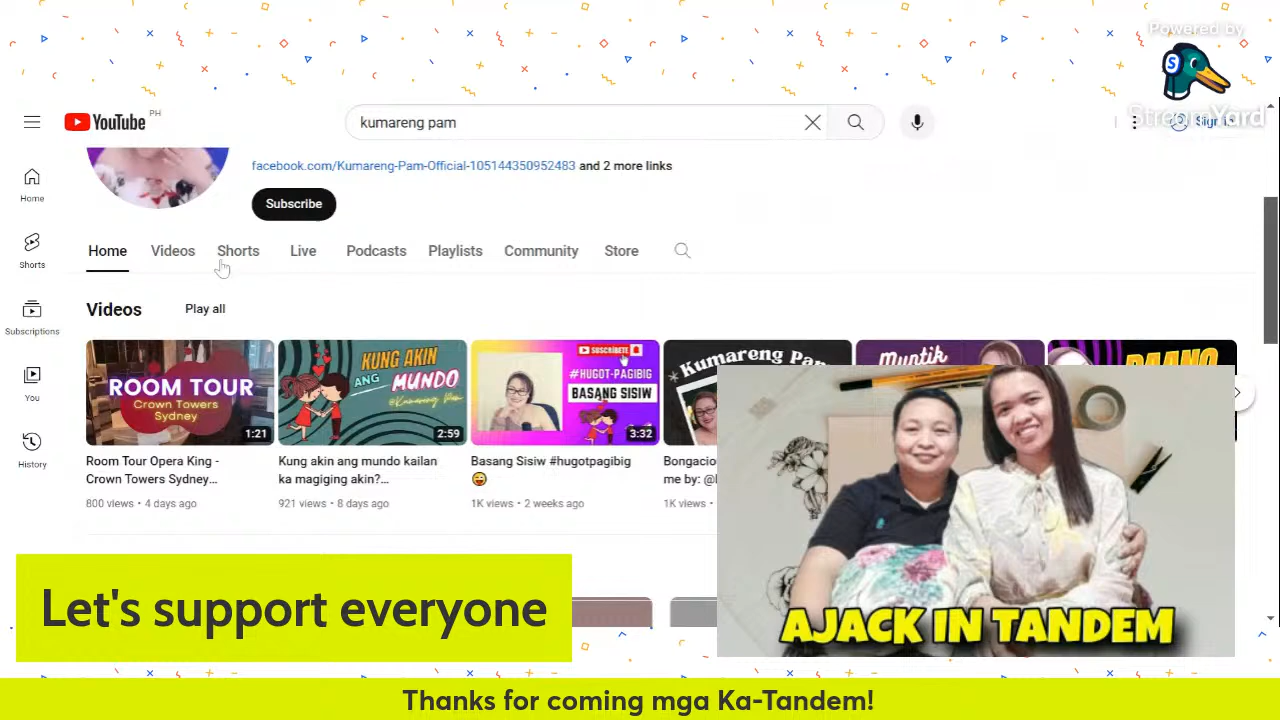 Powered by
StreamYard
YouTube PH
kumareng pam
Sign in
facebook.com/Kumareng-Pam-Official-105144350952483 and 2 more links
Subscribe
Home
Shorts
Subscriptions
You
History
Home Videos Shorts Live Podcasts Playlists Community Store
Videos Play all
ROOM TOUR
Crown Towers
Sydney
1:21
KUNG AKIN
ANG MUNDO
@Kumareng Pam
2:59
SUSCRÍBETE
#HUGOT-PAGIBIG
BASANG SISIW
3:32
Kumareng Pam
Muntik
PAANO
Room Tour Opera King -
Crown Towers Sydney...
800 views • 4 days ago
Kung akin ang mundo kailan
ka magiging akin?...
921 views • 8 days ago
Basang Sisiw #hugotpagibig
1K views • 2 weeks ago
Bongacio
me by:
1K views •
AJACK IN TANDEM
Let's support everyone
Thanks for coming mga Ka-Tandem!